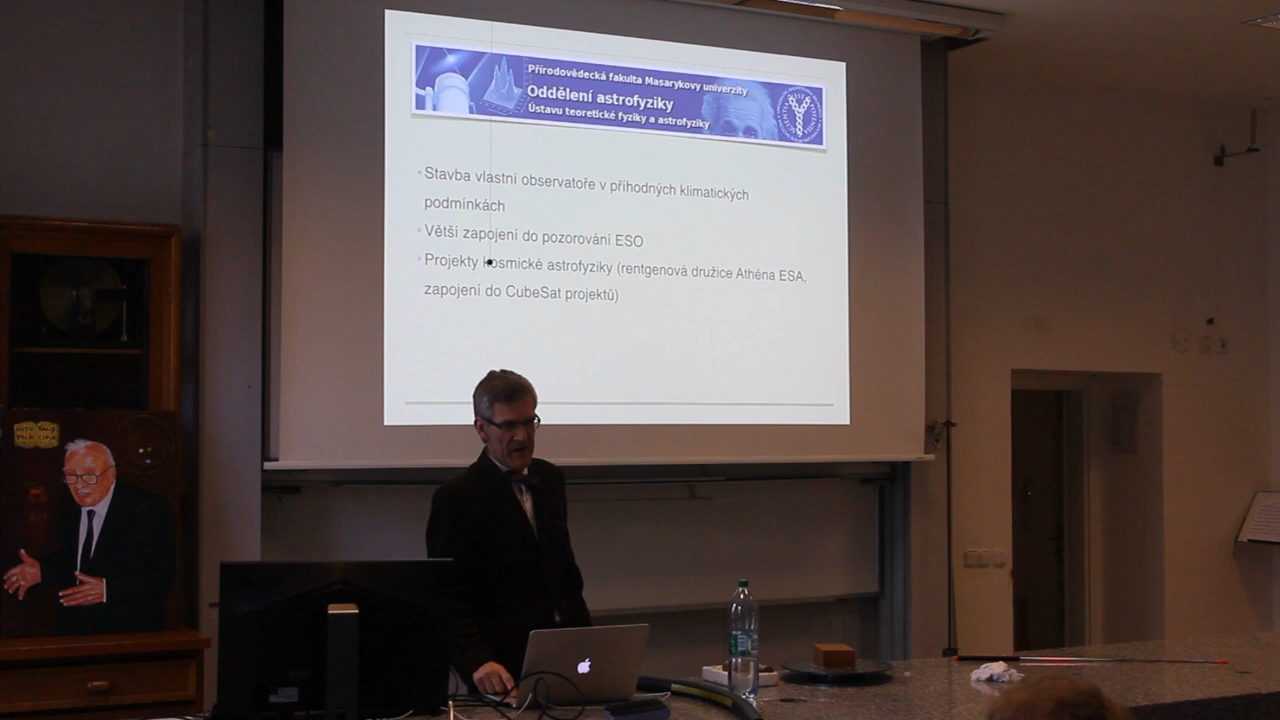 Přírodovědecká fakulta Masarykovy univerzity
Oddělení astrofyziky
Ústavu teoretické fyziky a astrofyziky
Stavba vlastní observatoře v příhodných klimatických
podmínkách
Větší zapojení do pozorování ESO
Projekty kosmické astrofyziky (rentgenová družice Athéna ESA,
zapojení do CubeSat projektů)